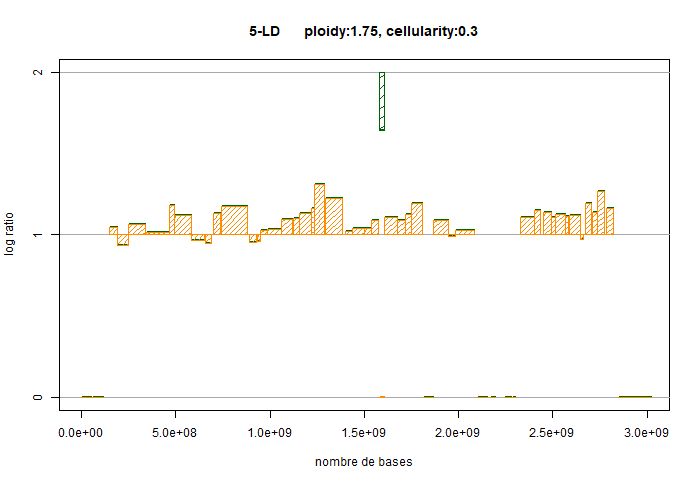 5-LD ploidy:1.75, cellularity:0.3
log ratio
2
1
0
0.0e+00 5.0e+08 1.0e+09 1.5e+09 2.0e+09 2.5e+09 3.0e+09
nombre de bases